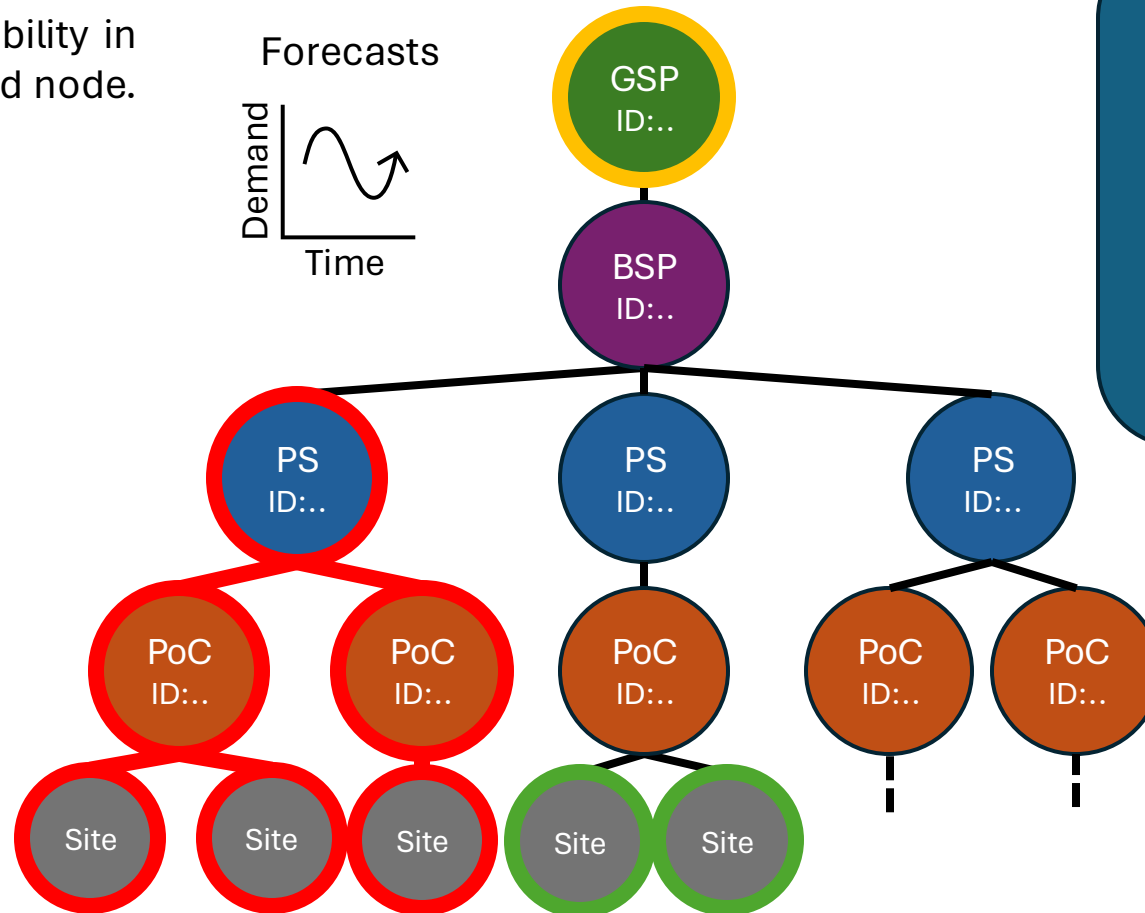 bility in
d node.
Forecasts
Demand
Time
GSP
ID:..
BSP
ID:..
PS
ID:..
PS
ID:..
PS
ID:..
PoC
ID:..
PoC
ID:..
PoC
ID:..
PoC
ID:..
PoC
ID:..
Site
Site
Site
Site
Site